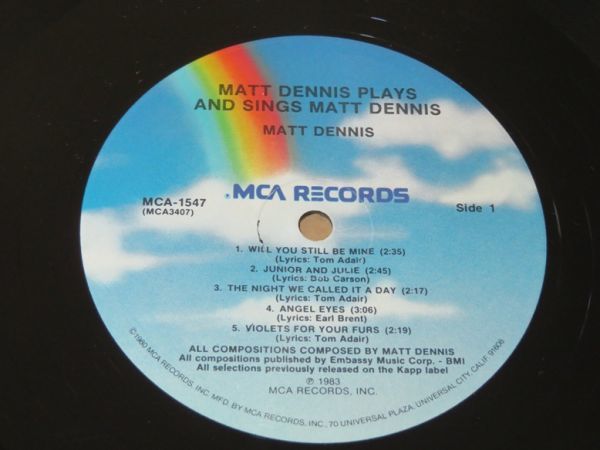 MATT DENNIS PLAYS
AND SINGS MATT DENNIS
MATT DENNIS
MCA RECORDS
MCA-1547
(MCA3407)
Side 1
1. WILL YOU STILL BE MINE (2:35)
(Lyrics: Tom Adair)
2. JUNIOR AND JULIE (2:45)
(Lyrics: Bob Carson)
3. THE NIGHT WE CALLED IT A DAY (2:17)
(Lyrics: Tom Adair)
4. ANGEL EYES (3:06)
(Lyrics: Earl Brent)
5. VIOLETS FOR YOUR FURS (2:19)
(Lyrics: Tom Adair)
ALL COMPOSITIONS COMPOSED BY MATT DENNIS
All compositions published by Embassy Music Corp. - BMI
All selections previously released on the Kapp label
℗ 1983
MCA RECORDS, INC.
©1980 MCA RECORDS, INC. MFD. BY MCA RECORDS, INC., 70 UNIVERSAL PLAZA, UNIVERSAL CITY, CALIF. 91608